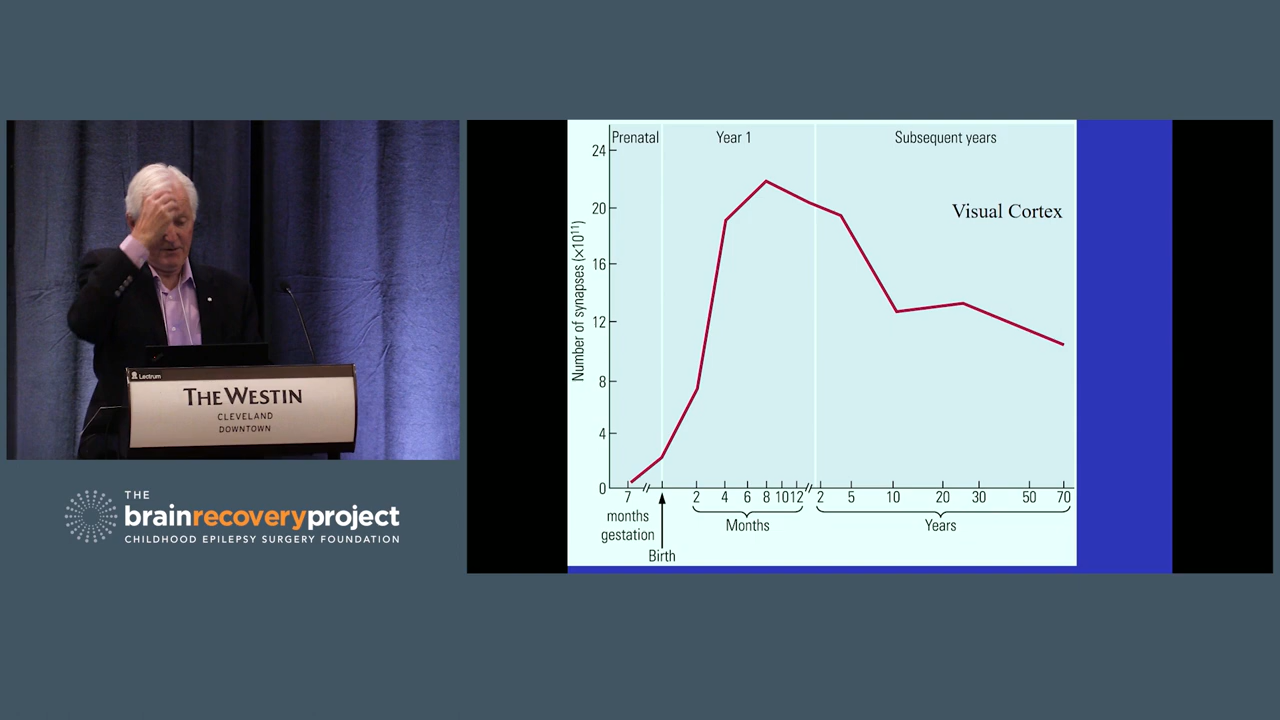 Lectrum
THE WESTIN
CLEVELAND
DOWNTOWN
THE
brainrecoveryproject
CHILDHOOD EPILEPSY SURGERY FOUNDATION
Prenatal Year 1 Subsequent years
Visual Cortex
Number of synapses (×10¹¹)
24
20
16
12
8
4
0
7 2 4 6 8 10 12 2 5 10 20 30 50 70
months
gestation
Birth
Months
Years